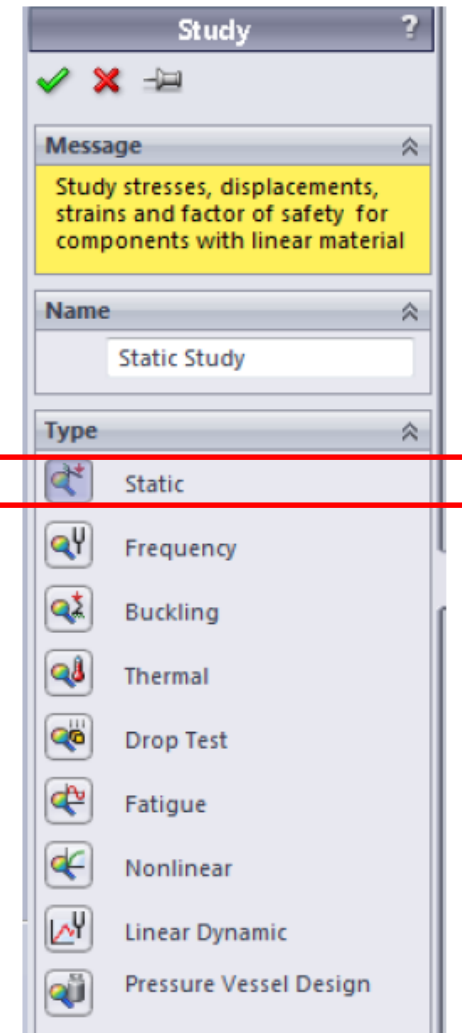 Study ?
Message
Study stresses, displacements,
strains and factor of safety for
components with linear material
Name
Static Study
Type
Static
Frequency
Buckling
Thermal
Drop Test
Fatigue
Nonlinear
Linear Dynamic
Pressure Vessel Design